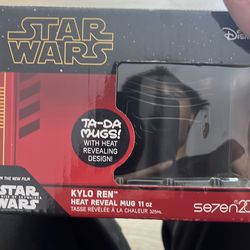 STAR
WARS
Disney
TA-DA
MUGS!
WITH HEAT
REVEALING
DESIGN!
M THE NEW FILM
STAR
WARS
KYLO REN™
HEAT REVEAL MUG 11 oz
TASSE RÉVÉLÉE À LA CHALEUR 325ML
se7en20